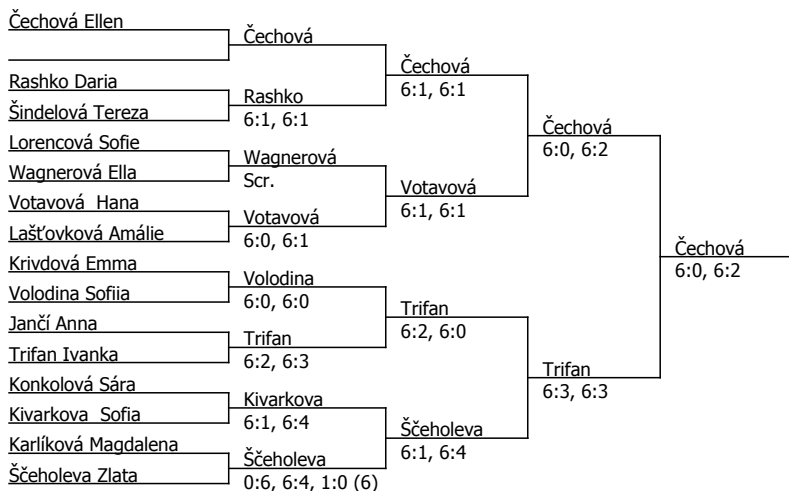 Čechová Ellen
Rashko Daria
Šindelová Tereza
Lorencová Sofie
Wagnerová Ella
Votavová  Hana
Lašťovková Amálie
Krivdová Emma
Volodina Sofiia
Jančí Anna
Trifan Ivanka
Konkolová Sára
Kivarkova  Sofia
Karlíková Magdalena
Ščeholeva Zlata
Čechová
Rashko
6:1, 6:1
Wagnerová
Scr.
Votavová
6:0, 6:1
Volodina
6:0, 6:0
Trifan
6:2, 6:3
Kivarkova
6:1, 6:4
Ščeholeva
0:6, 6:4, 1:0 (6)
Čechová
6:1, 6:1
Votavová
6:1, 6:1
Trifan
6:2, 6:0
Ščeholeva
6:1, 6:4
Čechová
6:0, 6:2
Trifan
6:3, 6:3
Čechová
6:0, 6:2